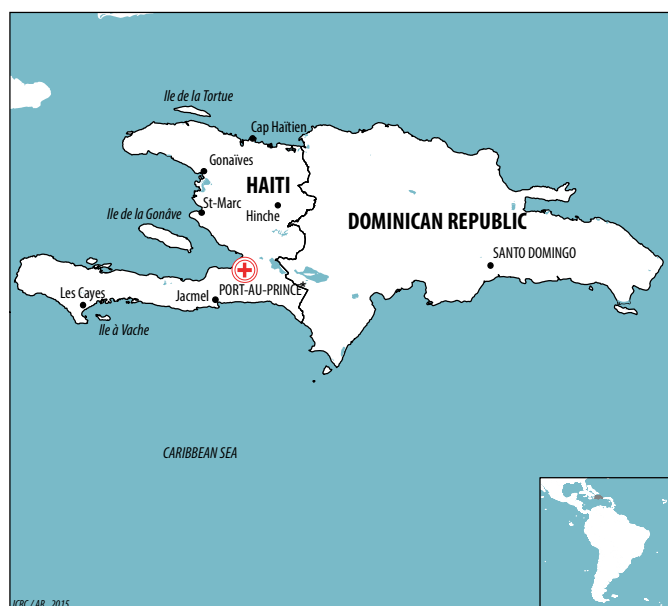 Ile de la Tortue
Cap Haïtien
Gonaïves
HAITI
St-Marc
Hinche
Ile de la Gonâve
DOMINICAN REPUBLIC
SANTO DOMINGO
PORT-AU-PRINCE
Les Cayes
Jacmel
Ile à Vache
CARIBBEAN SEA
ICRC / AB 2015